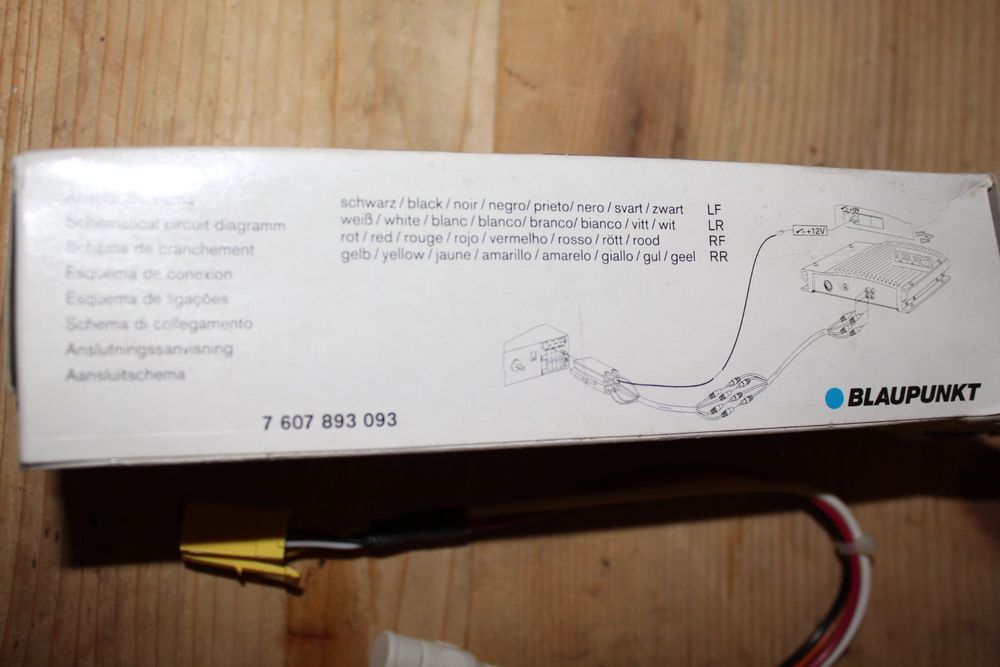 Schematical circuit diagramm
Schema de branchement
Esquema de conexion
Esquema de ligações
Schema di collegamento
Anslutningssanvisning
Aansluitschema
schwarz / black / noir / negro / prieto / nero / svart / zwart LF
weiß / white / blanc / blanco / branco / bianco / vitt / wit LR
rot / red / rouge / rojo / vermelho / rosso / rött / rood RF
gelb / yellow / jaune / amarillo / amarelo / giallo / gul / geel RR
+12V
7 607 893 093
BLAUPUNKT